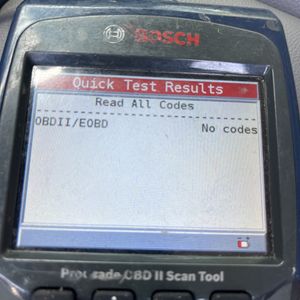 BOSCH
Quick Test Results
Read All Codes
OBDII/EOBD No codes
OBD II Scan Tool